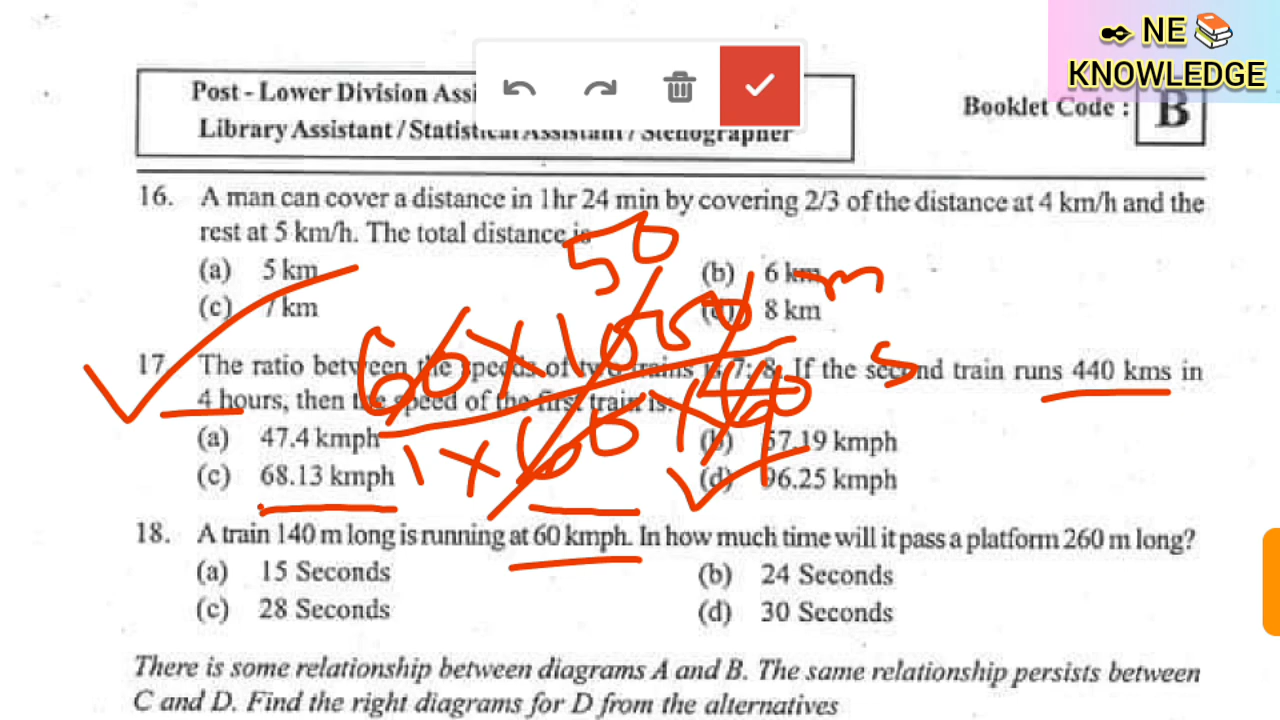 NE
KNOWLEDGE
Post - Lower Division Assi
Library Assistant / Statistical Assistant / Stenographer
Booklet Code : B
16. A man can cover a distance in 1hr 24 min by covering 2/3 of the distance at 4 km/h and the
rest at 5 km/h. The total distance is
(a) 5 km (b) 6 km
(c) 7 km (d) 8 km
50
m
60 x 1000 50
s
1 x 60 x 60
17. The ratio between the speeds of two trains is 7: 8. If the second train runs 440 kms in
4 hours, then the speed of the first train is:
(a) 47.4 kmph (b) 57.19 kmph
(c) 68.13 kmph (d) 96.25 kmph
18. A train 140 m long is running at 60 kmph. In how much time will it pass a platform 260 m long?
(a) 15 Seconds (b) 24 Seconds
(c) 28 Seconds (d) 30 Seconds
There is some relationship between diagrams A and B. The same relationship persists between
C and D. Find the right diagrams for D from the alternatives